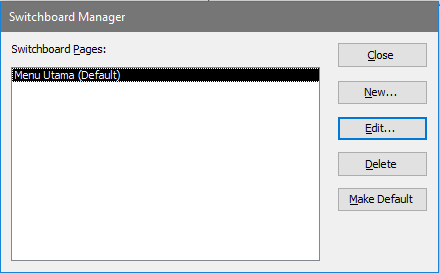 Switchboard Manager
Switchboard Pages:
Menu Utama (Default)
Close
New...
Edit...
Delete
Make Default